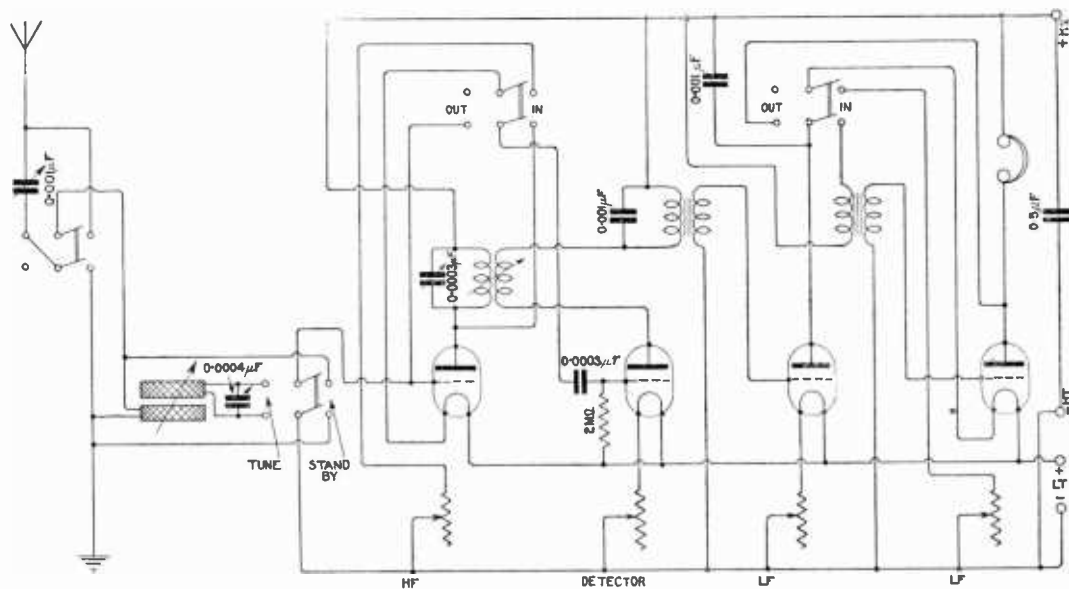 +HT
0·001μF
0·001μF
OUT
IN
OUT
IN
0·001μF
0·5μF
0·0003μF
0·0003μF
2MΩ
-HT
0·0004μF
TUNE
STAND
BY
+
LT
-
HF
DETECTOR
LF
LF